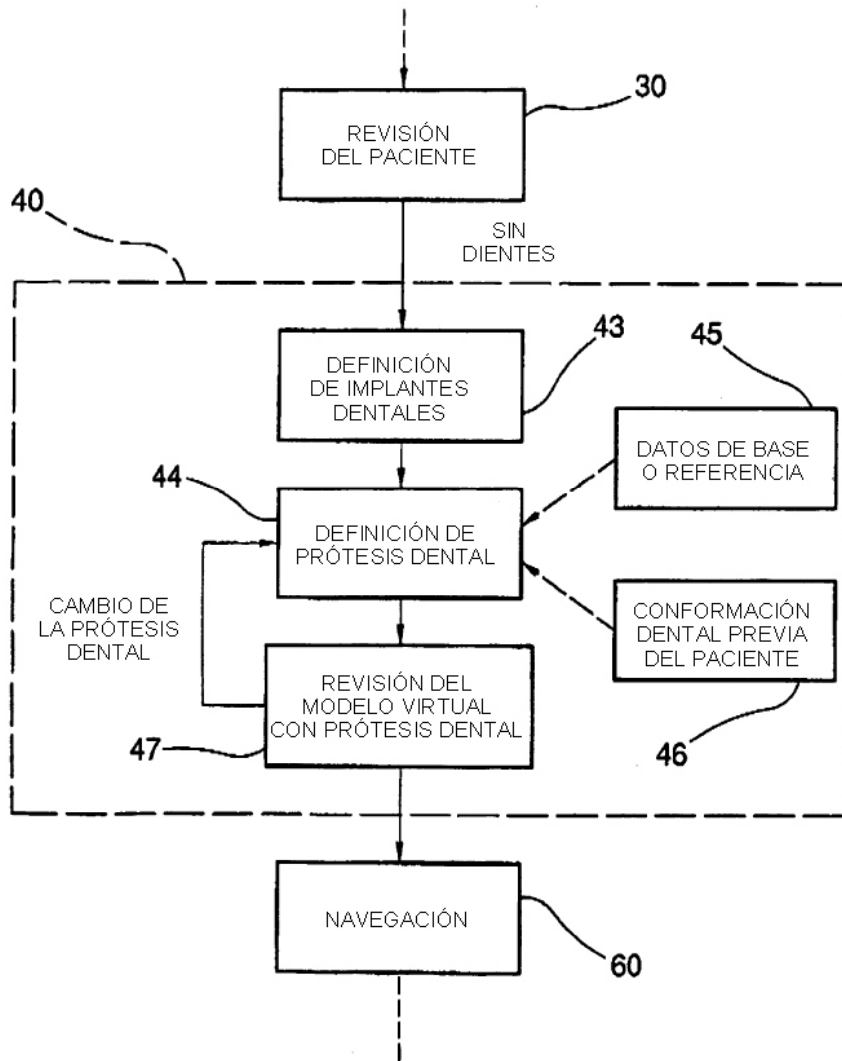 30
REVISIÓN
DEL PACIENTE
40
SIN
DIENTES
43
45
DEFINICIÓN
DE IMPLANTES
DENTALES
DATOS DE BASE
O REFERENCIA
44
DEFINICIÓN DE
PRÓTESIS DENTAL
CAMBIO DE
LA PRÓTESIS
DENTAL
CONFORMACIÓN
DENTAL PREVIA
DEL PACIENTE
REVISIÓN DEL
MODELO VIRTUAL
CON PRÓTESIS DENTAL
47
46
NAVEGACIÓN
60